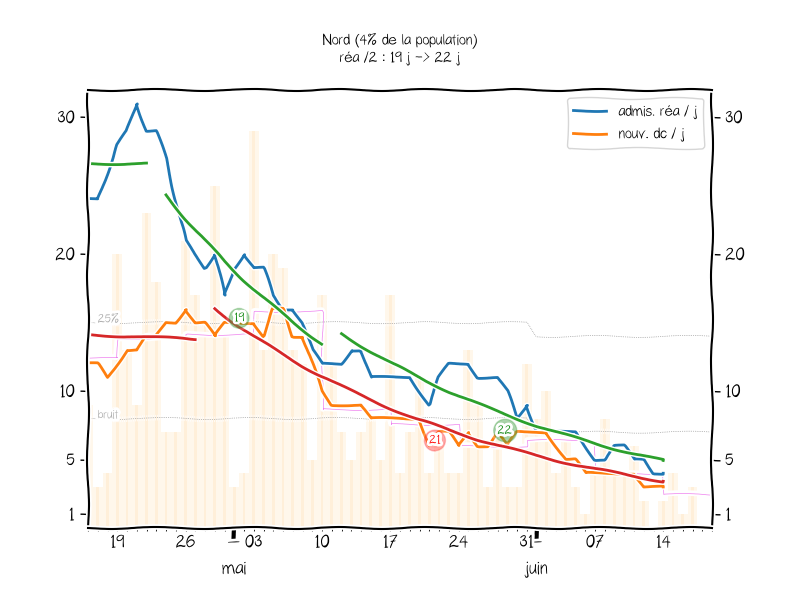 Nord (4% de la population)
réa /2 : 19 j -> 22 j
admis. réa / j
nouv. dc / j
30
30
20
20
25%
19
10
10
bruit
22
21
5
5
1
1
19 26 03 10 17 24 31 07 14
mai juin